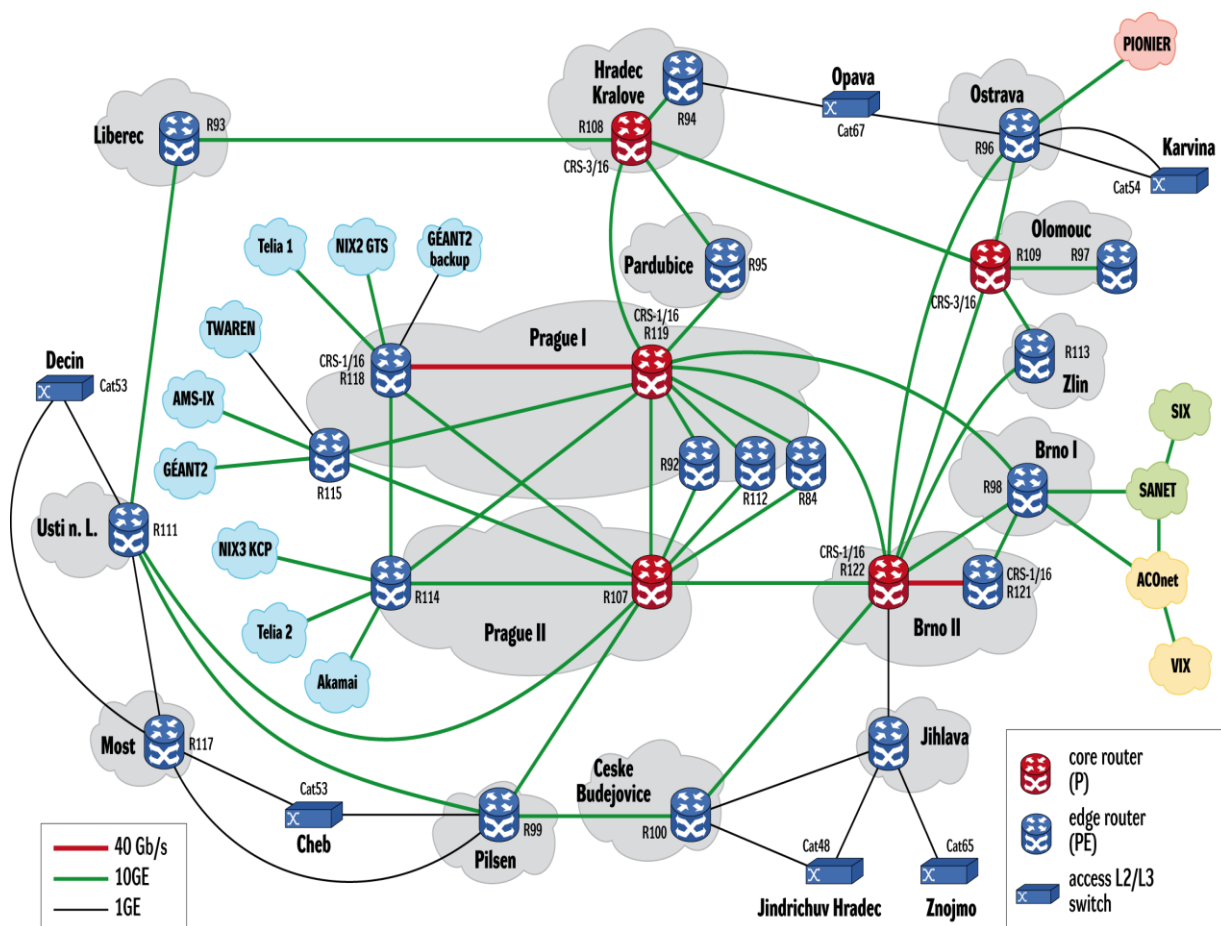 PIONIER
Hradec
Kralove
R94
Opava
Cat67
Ostrava
R96
Karvina
Cat54
Liberec
R93
R108
CRS-3/16
Telia 1
NIX2 GTS
GÉANT2
backup
Pardubice
R95
Olomouc
R109
R97
CRS-3/16
TWAREN
Prague I
CRS-1/16
R119
CRS-1/16
R118
R113
Zlin
Decin
Cat53
AMS-IX
GÉANT2
R115
R92
R112
R84
Brno I
R98
SIX
SANET
Usti n. L.
R111
NIX3 KCP
R114
Telia 2
Akamai
Prague II
R107
CRS-1/16
R122
CRS-1/16
R121
Brno II
ACOnet
VIX
Most
R117
Cat53
Cheb
R99
Pilsen
Ceske
Budejovice
R100
Jihlava
Cat48
Jindrichuv Hradec
Cat65
Znojmo
40 Gb/s
10GE
1GE
core router
(P)
edge router
(PE)
access L2/L3
switch